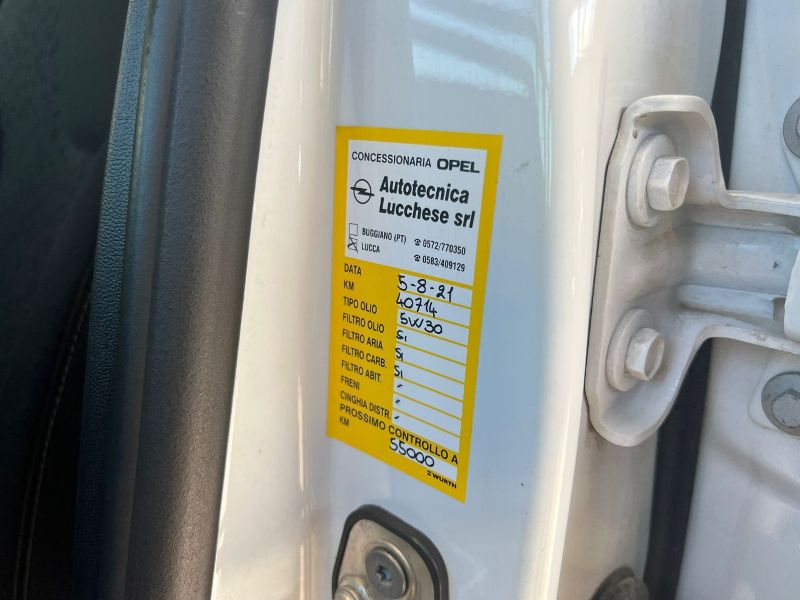 CONCESSIONARIA OPEL
Autotecnica
Lucchese srl
BUGGIANO (PT) ☎ 0572/770350
LUCCA ☎ 0583/409129
DATA 5-8-21
KM 40714
TIPO OLIO 5W30
FILTRO OLIO Si
FILTRO ARIA Si
FILTRO CARB. Si
FILTRO ABIT. -
FRENI -
CINGHIA DISTR. -
PROSSIMO CONTROLLO A
KM 55000
WÜRTH